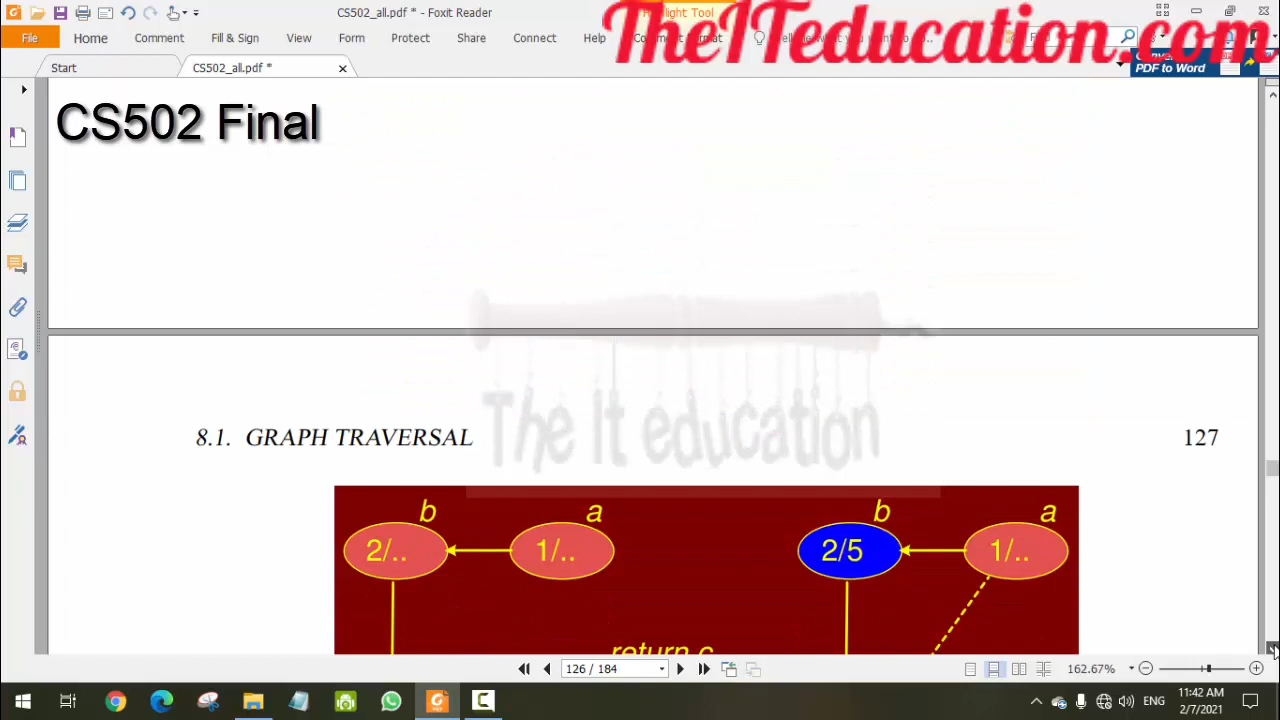 CS502_all.pdf * - Foxit Reader
TheITeducation.com
File Home Comment Fill & Sign View Form Protect Share Connect Help
Start CS502_all.pdf *
PDF to Word
CS502 Final
The It education
8.1. GRAPH TRAVERSAL 127
b a b a
2/.. 1/.. 2/5 1/..
return c
126 / 184 162.67%
ENG 11:42 AM
2/7/2021